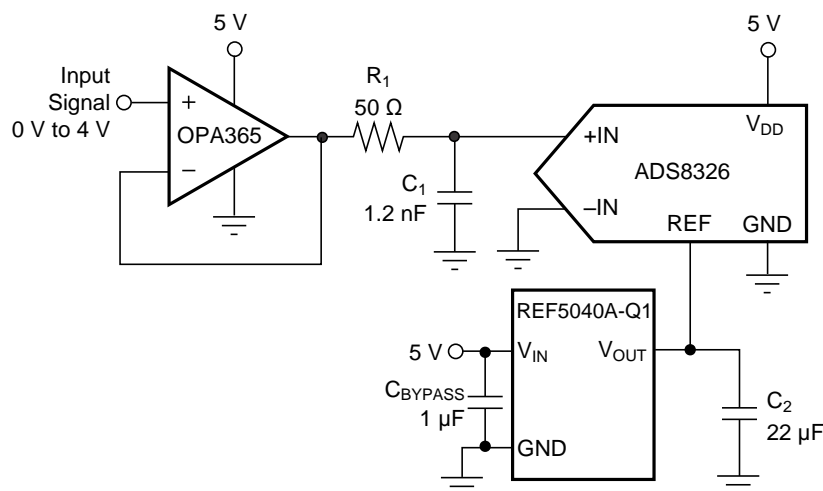 5 V
Input
Signal
0 V to 4 V
+
OPA365
–
R1
50 Ω
C1
1.2 nF
5 V
VDD
+IN
ADS8326
–IN
REF
GND
REF5040A-Q1
5 V
VIN
VOUT
CBYPASS
1 µF
GND
C2
22 µF